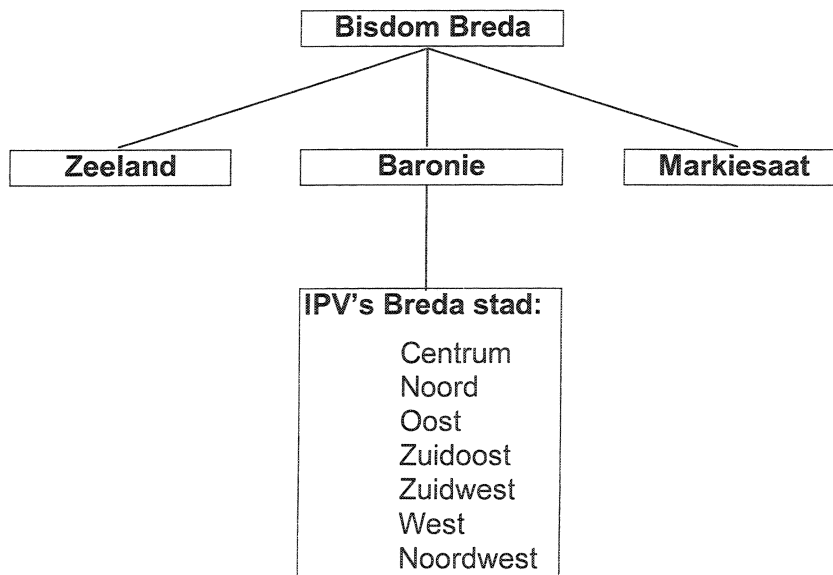 Bisdom Breda
Zeeland
Baronie
Markiesaat
IPV's Breda stad:
Centrum
Noord
Oost
Zuidoost
Zuidwest
West
Noordwest